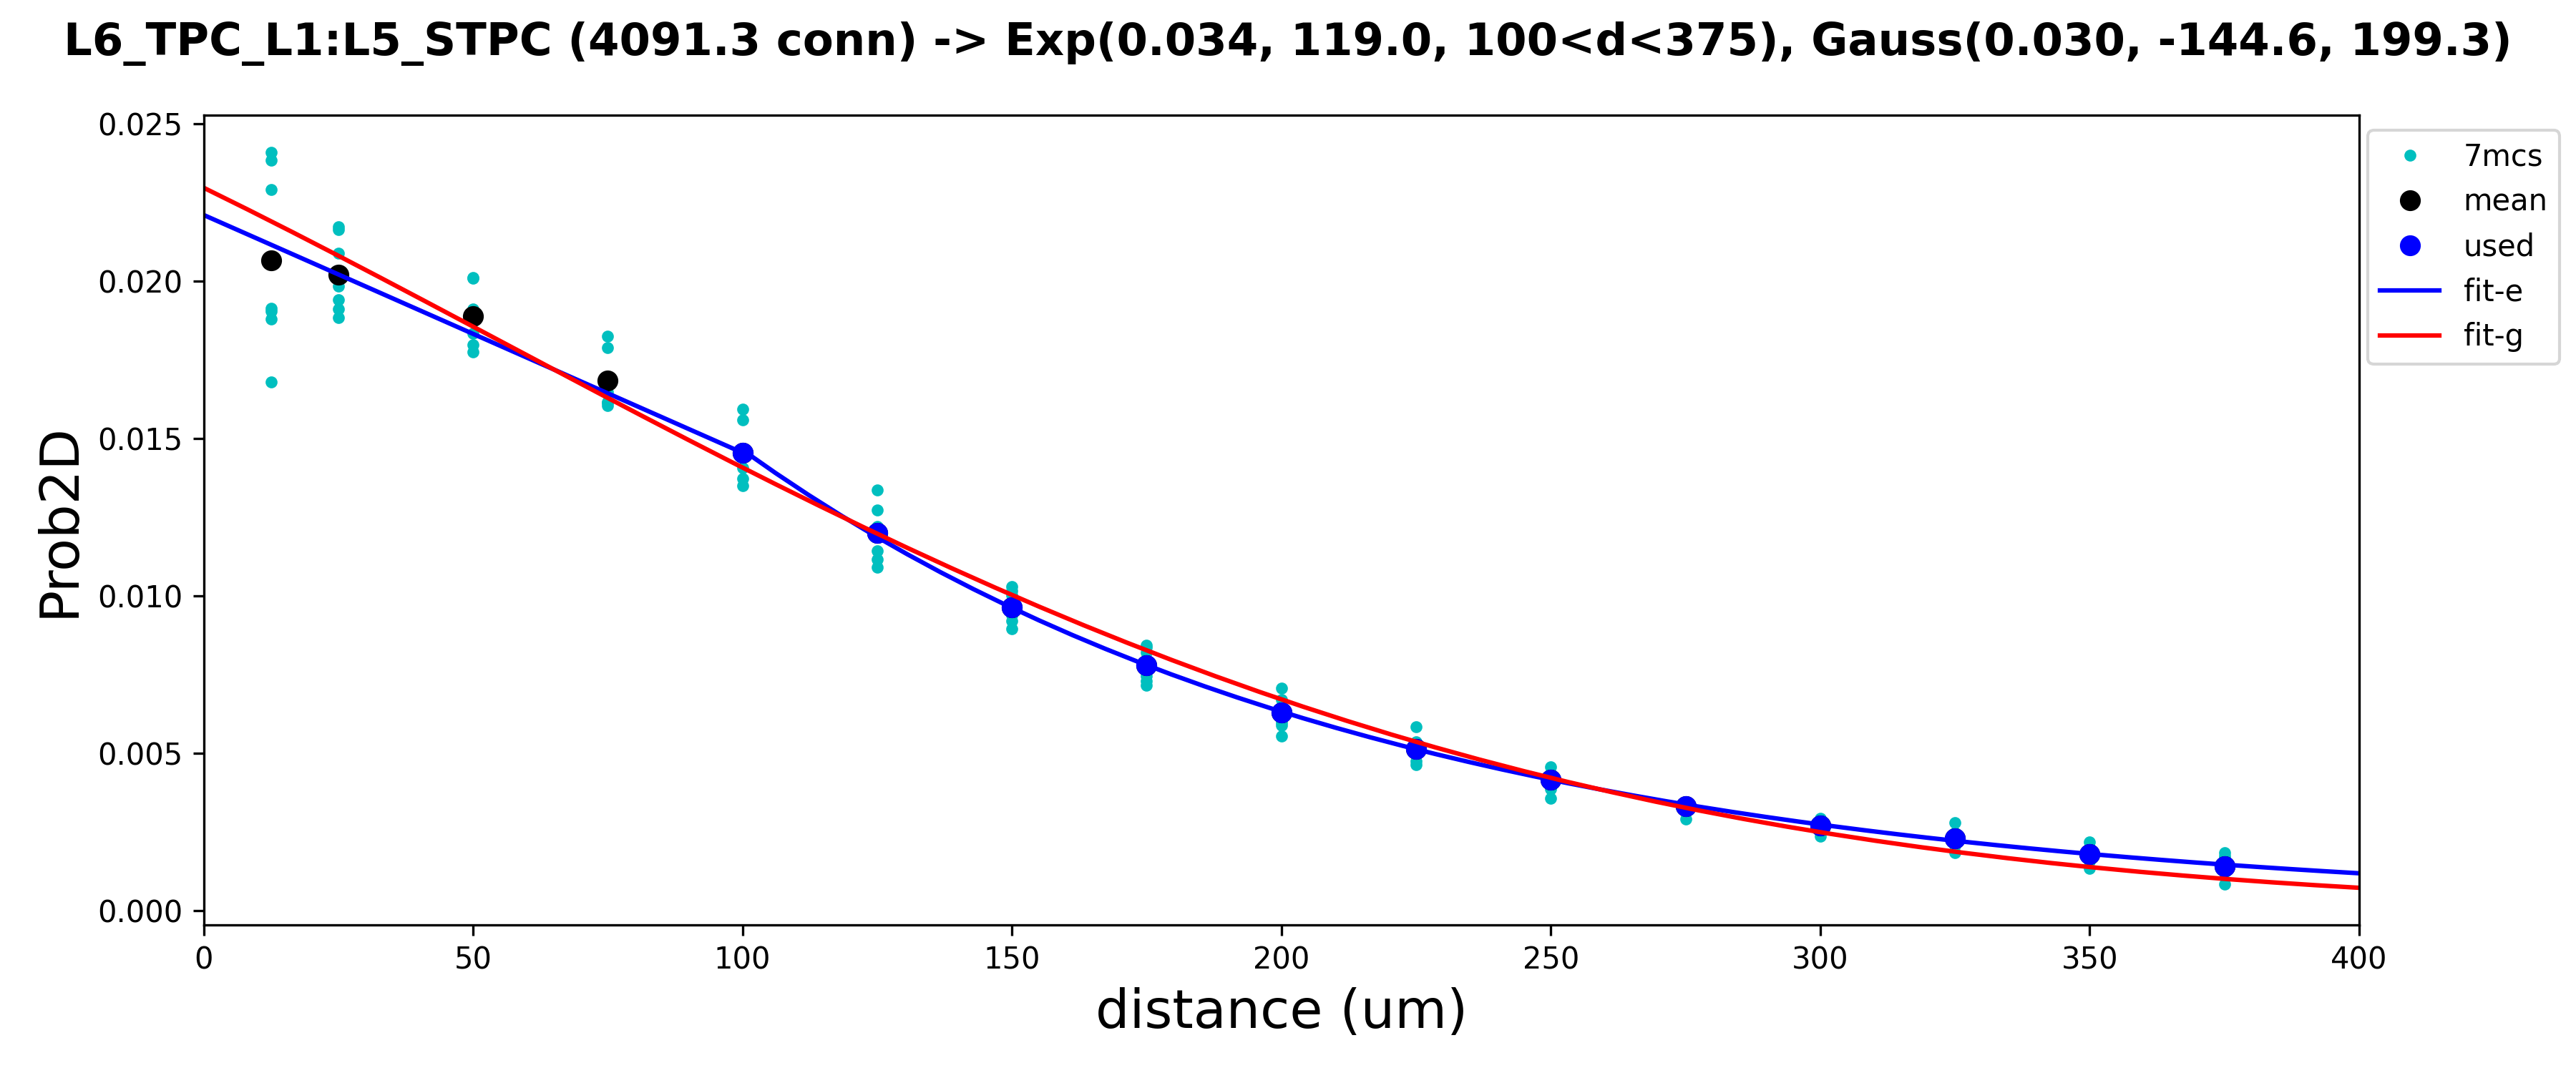 L6_TPC_L1:L5_STPC (4091.3 conn) -> Exp(0.034, 119.0, 100<d<375), Gauss(0.030, -144.6, 199.3)
0.025
0.020
0.015
0.010
0.005
0.000
Prob2D
0 50 100 150 200 250 300 350 400
distance (um)
7mcs
mean
used
fit-e
fit-g